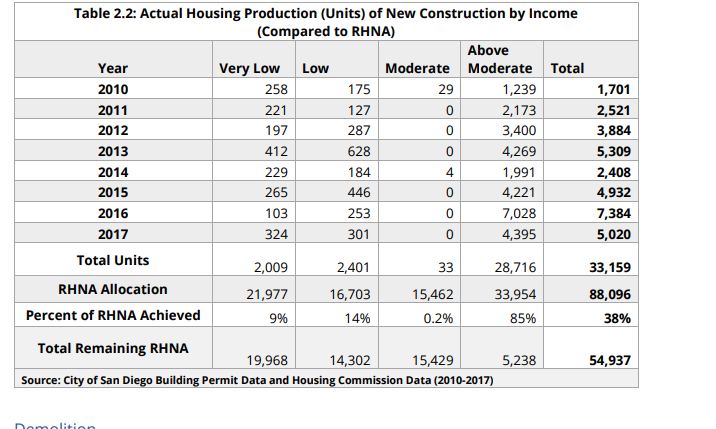 Table 2.2: Actual Housing Production (Units) of New Construction by Income
(Compared to RHNA)
Above
Year Very Low Low Moderate Moderate Total
2010 258 175 29 1,239 1,701
2011 221 127 0 2,173 2,521
2012 197 287 0 3,400 3,884
2013 412 628 0 4,269 5,309
2014 229 184 4 1,991 2,408
2015 265 446 0 4,221 4,932
2016 103 253 0 7,028 7,384
2017 324 301 0 4,395 5,020
Total Units 2,009 2,401 33 28,716 33,159
RHNA Allocation 21,977 16,703 15,462 33,954 88,096
Percent of RHNA Achieved 9% 14% 0.2% 85% 38%
Total Remaining RHNA 19,968 14,302 15,429 5,238 54,937
Source: City of San Diego Building Permit Data and Housing Commission Data (2010-2017)
Demolition